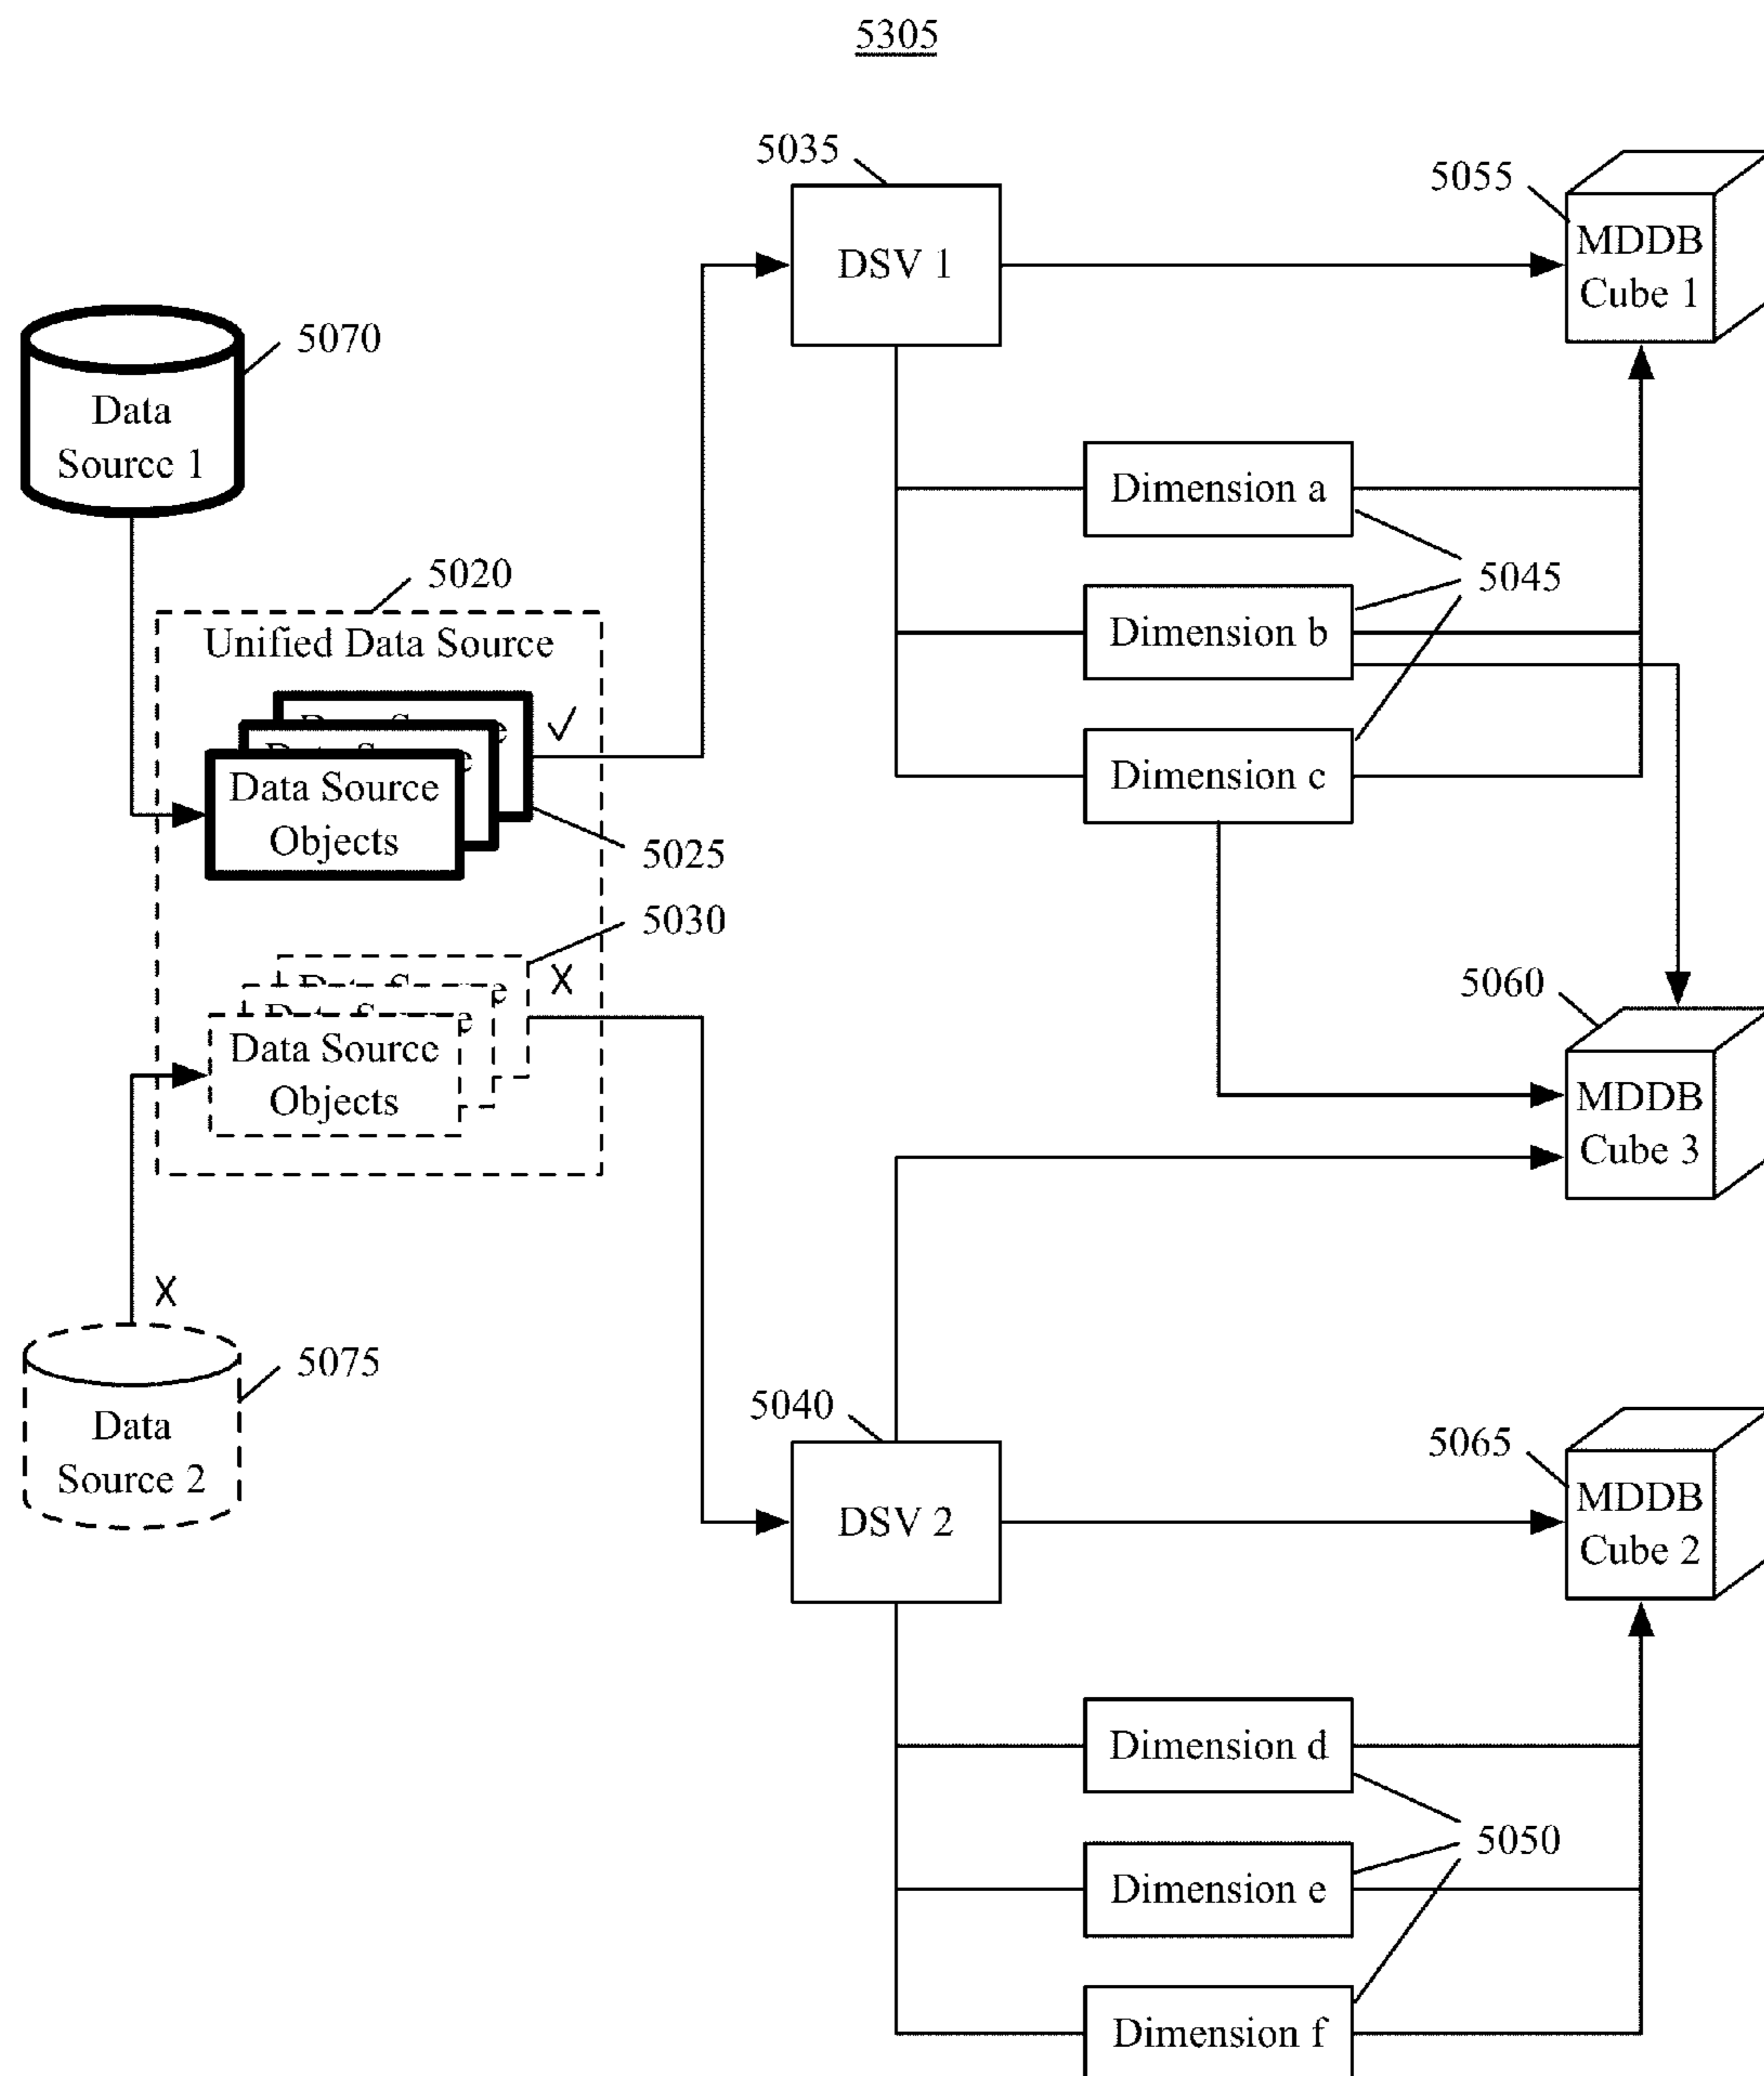 5305
5035
5055
DSV 1
MDDB
Cube 1
5070
Data
Source 1
Dimension a
5045
5020
Unified Data Source
Dimension b
✓
Data Source
Objects
Dimension c
5025
5030
X
Data Source
Objects
5060
MDDB
Cube 3
X
5075
Data
Source 2
5040
5065
DSV 2
MDDB
Cube 2
Dimension d
5050
Dimension e
Dimension f